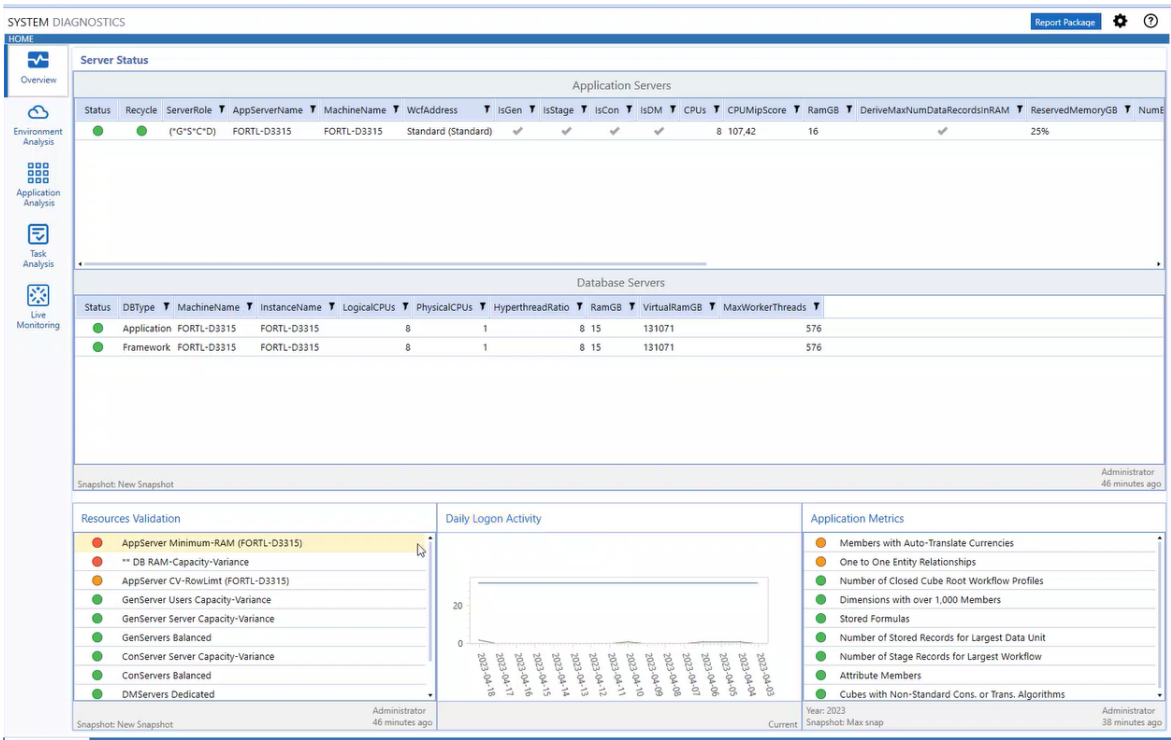 SYSTEM DIAGNOSTICS
Report Package
HOME
Overview
Environment
Analysis
Application
Analysis
Task
Analysis
Live
Monitoring
Server Status
Application Servers
Status Recycle ServerRole AppServerName MachineName WcfAddress IsGen IsStage IsCon IsDM CPUs CPUMipScore RamGB DeriveMaxNumDataRecordsInRAM ReservedMemoryGB NumE
(*G*S*C*D) FORTL-D3315 FORTL-D3315 Standard (Standard) 8 107,42 16 25%
Database Servers
Status DBType MachineName InstanceName LogicalCPUs PhysicalCPUs HyperthreadRatio RamGB VirtualRamGB MaxWorkerThreads
Application FORTL-D3315 FORTL-D3315 8 1 8 15 131071 576
Framework FORTL-D3315 FORTL-D3315 8 1 8 15 131071 576
Snapshot: New Snapshot
Administrator
46 minutes ago
Resources Validation
AppServer Minimum-RAM (FORTL-D3315)
** DB RAM-Capacity-Variance
AppServer CV-RowLimt (FORTL-D3315)
GenServer Users Capacity-Variance
GenServer Server Capacity-Variance
GenServers Balanced
ConServer Server Capacity-Variance
ConServers Balanced
DMServers Dedicated
Snapshot: New Snapshot
Administrator
46 minutes ago
Daily Logon Activity
20
0
2023-04-18
2023-04-17
2023-04-16
2023-04-15
2023-04-14
2023-04-13
2023-04-12
2023-04-11
2023-04-10
2023-04-09
2023-04-08
2023-04-07
2023-04-06
2023-04-05
2023-04-04
2023-04-03
Current
Application Metrics
Members with Auto-Translate Currencies
One to One Entity Relationships
Number of Closed Cube Root Workflow Profiles
Dimensions with over 1,000 Members
Stored Formulas
Number of Stored Records for Largest Data Unit
Number of Stage Records for Largest Workflow
Attribute Members
Cubes with Non-Standard Cons. or Trans. Algorithms
Year: 2023
Snapshot: Max snap
Administrator
38 minutes ago